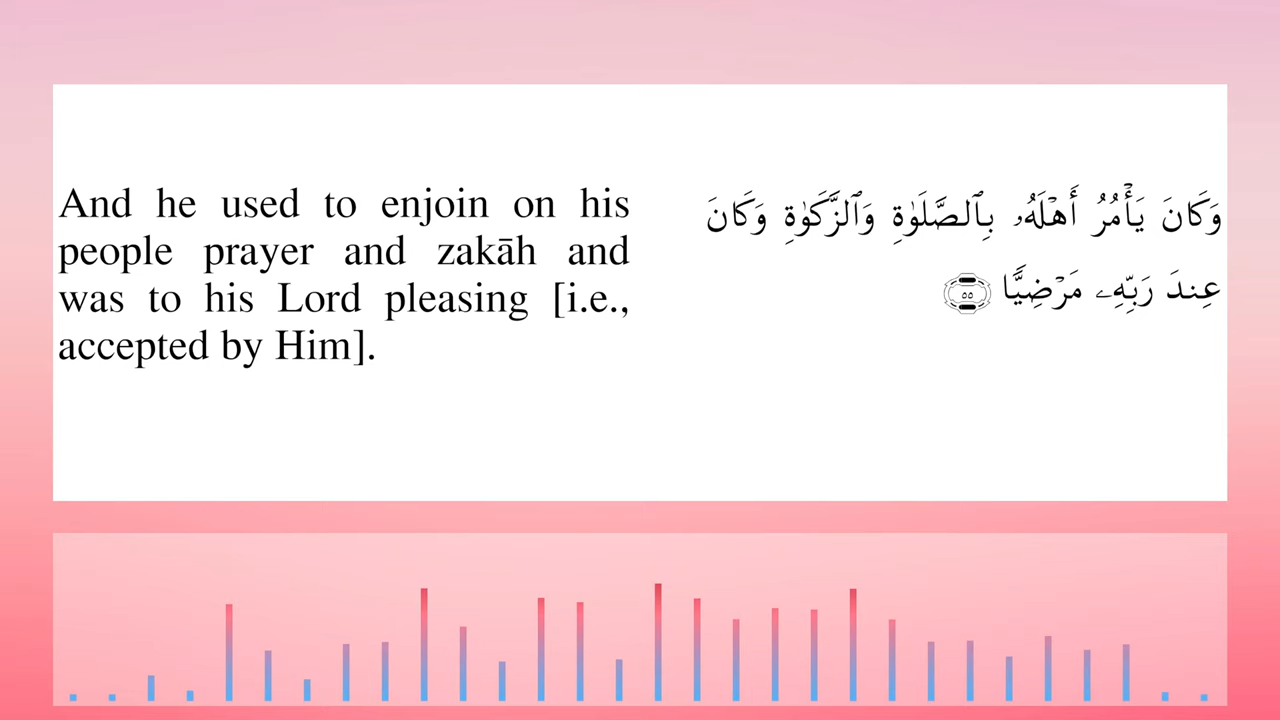 And he used to enjoin on his
people prayer and zakāh and
was to his Lord pleasing [i.e.,
accepted by Him].
وَكَانَ يَأۡمُرُ أَهۡلَهُۥ بِٱلصَّلَوٰةِ وَٱلزَّكَوٰةِ وَكَانَ
عِندَ رَبِّهِۦ مَرۡضِيّٗا ٥٥